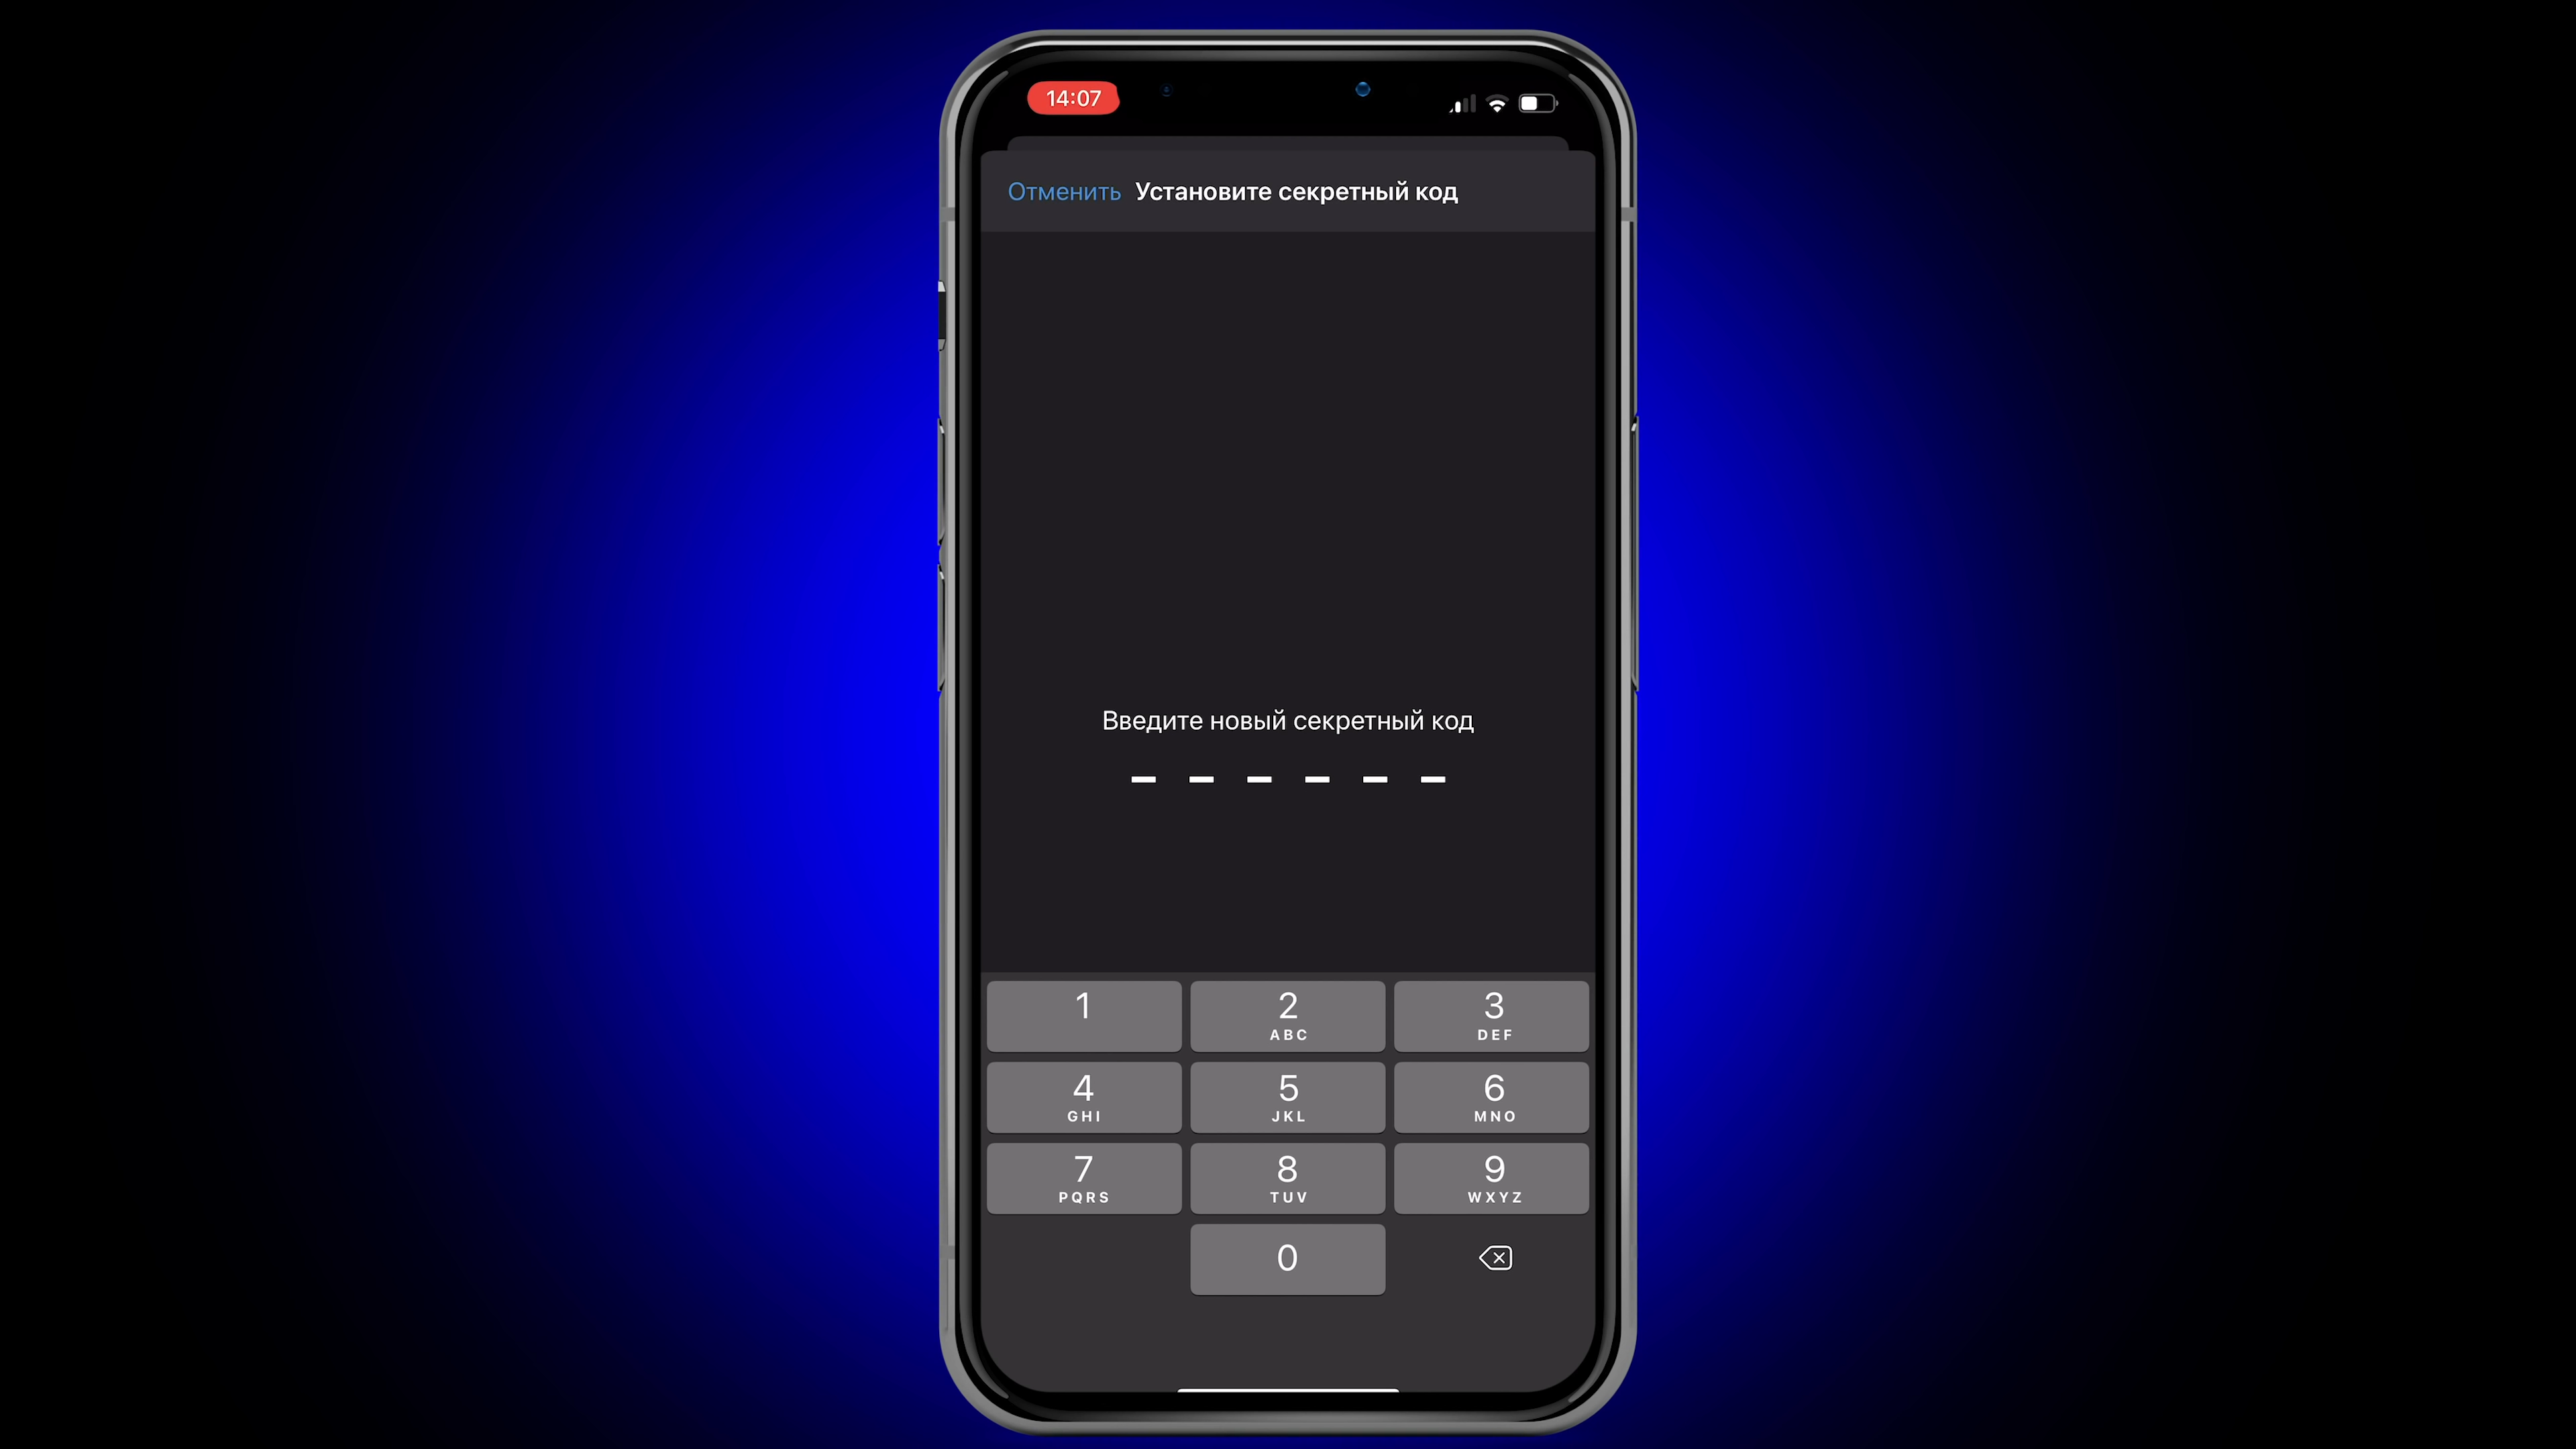 14:07
Отменить Установите секретный код
Введите новый секретный код
1 2 3
ABC DEF
4 5 6
GHI JKL MNO
7 8 9
PQRS TUV WXYZ
0